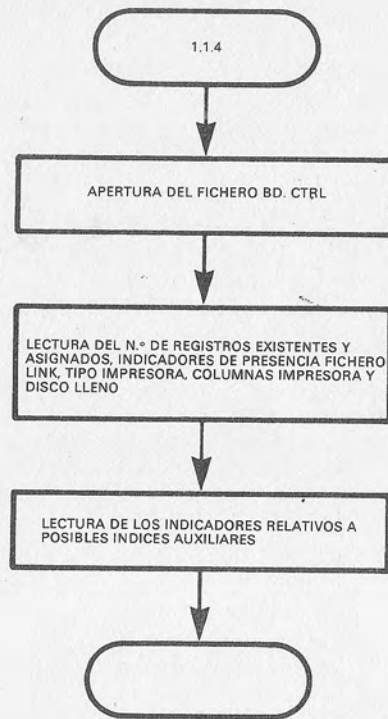 1.1.4
APERTURA DEL FICHERO BD. CTRL
LECTURA DEL N.º DE REGISTROS EXISTENTES Y
ASIGNADOS, INDICADORES DE PRESENCIA FICHERO
LINK, TIPO IMPRESORA, COLUMNAS IMPRESORA Y
DISCO LLENO
LECTURA DE LOS INDICADORES RELATIVOS A
POSIBLES INDICES AUXILIARES